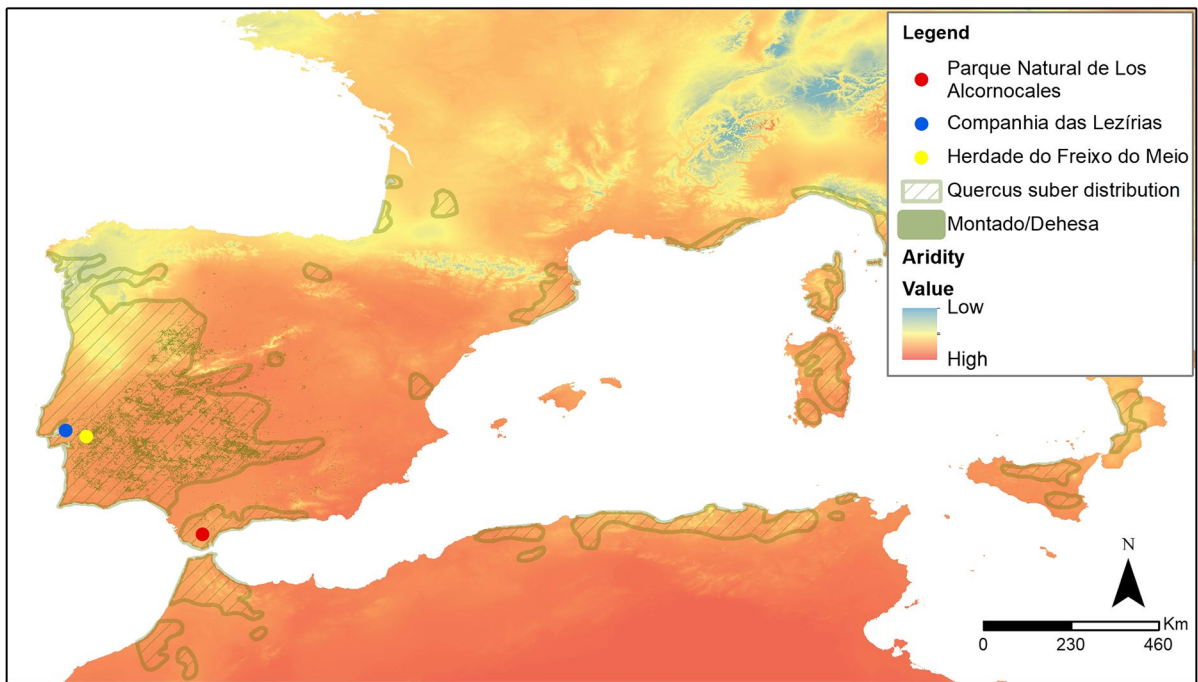 Legend
Parque Natural de Los
Alcornocales
Companhia das Lezírias
Herdade do Freixo do Meio
Quercus suber distribution
Montado/Dehesa
Aridity
Value
Low
High
N
Km
0 230 460